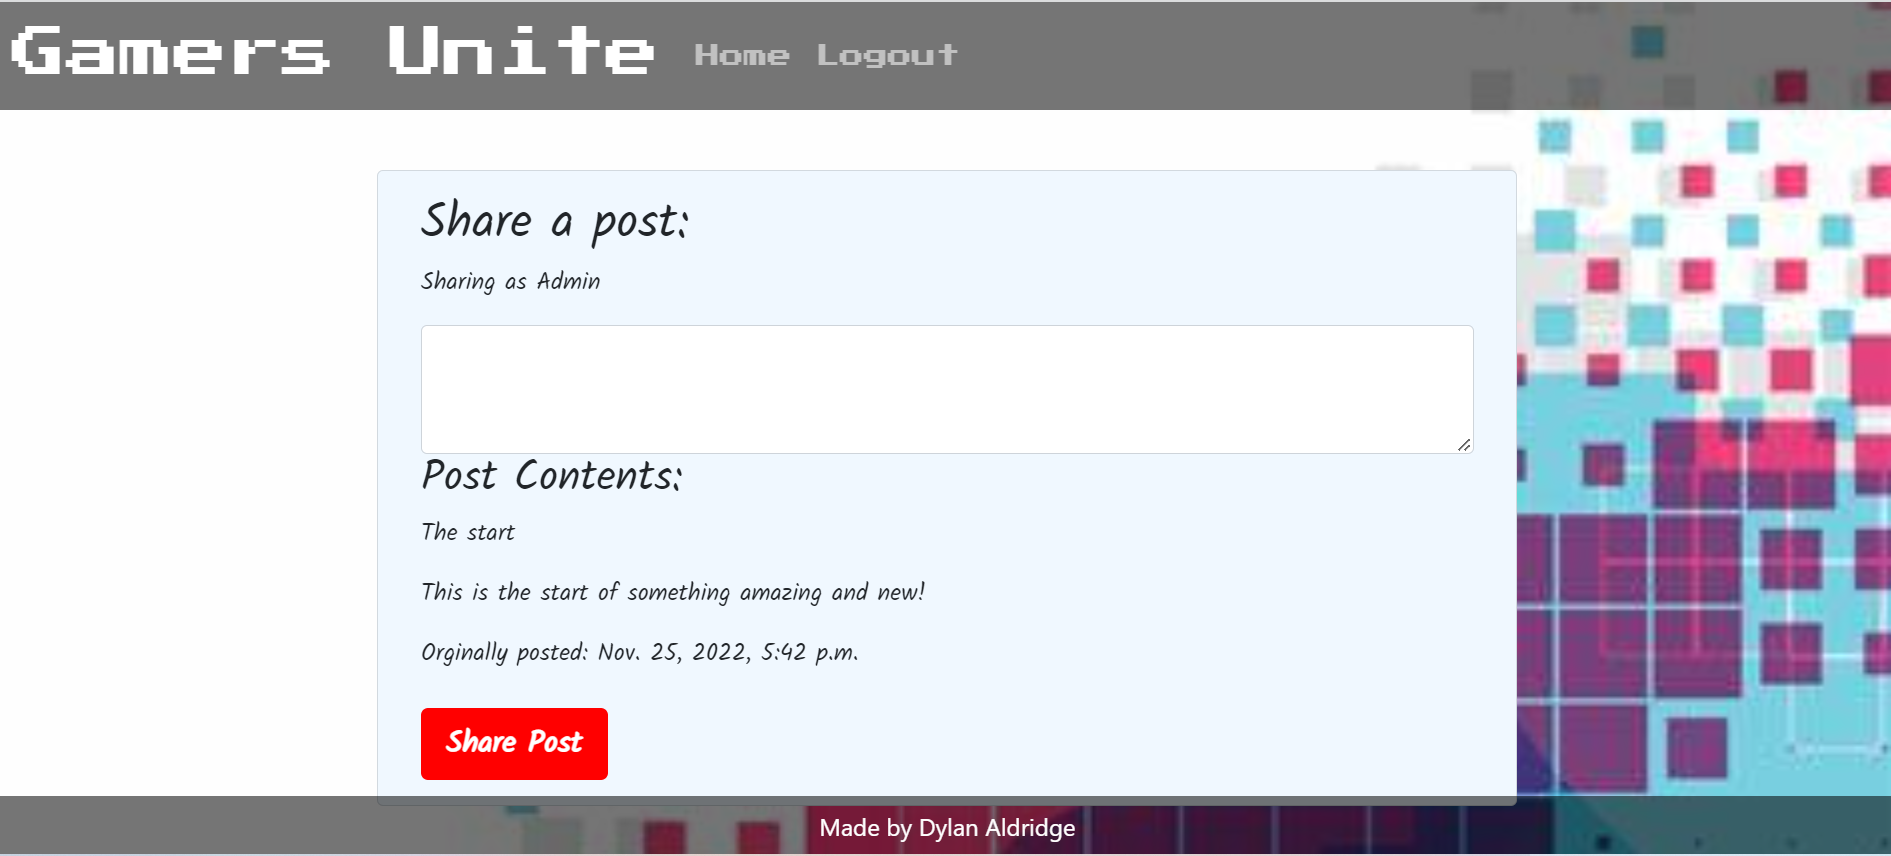 Gamers Unite Home Logout
Share a post:
Sharing as Admin
Post Contents:
The start
This is the start of something amazing and new!
Orginally posted: Nov. 25, 2022, 5:42 p.m.
Share Post
Made by Dylan Aldridge